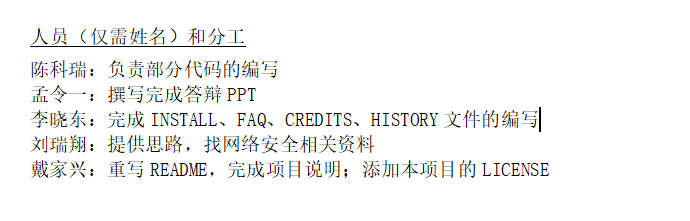 人员（仅需姓名）和分工
陈科瑞：负责部分代码的编写
孟令一：撰写完成答辩 PPT
李晓东：完成 INSTALL、FAQ、CREDITS、HISTORY 文件的编写
刘瑞翔：提供思路，找网络安全相关资料
戴家兴：重写 README，完成项目说明；添加本项目的 LICENSE